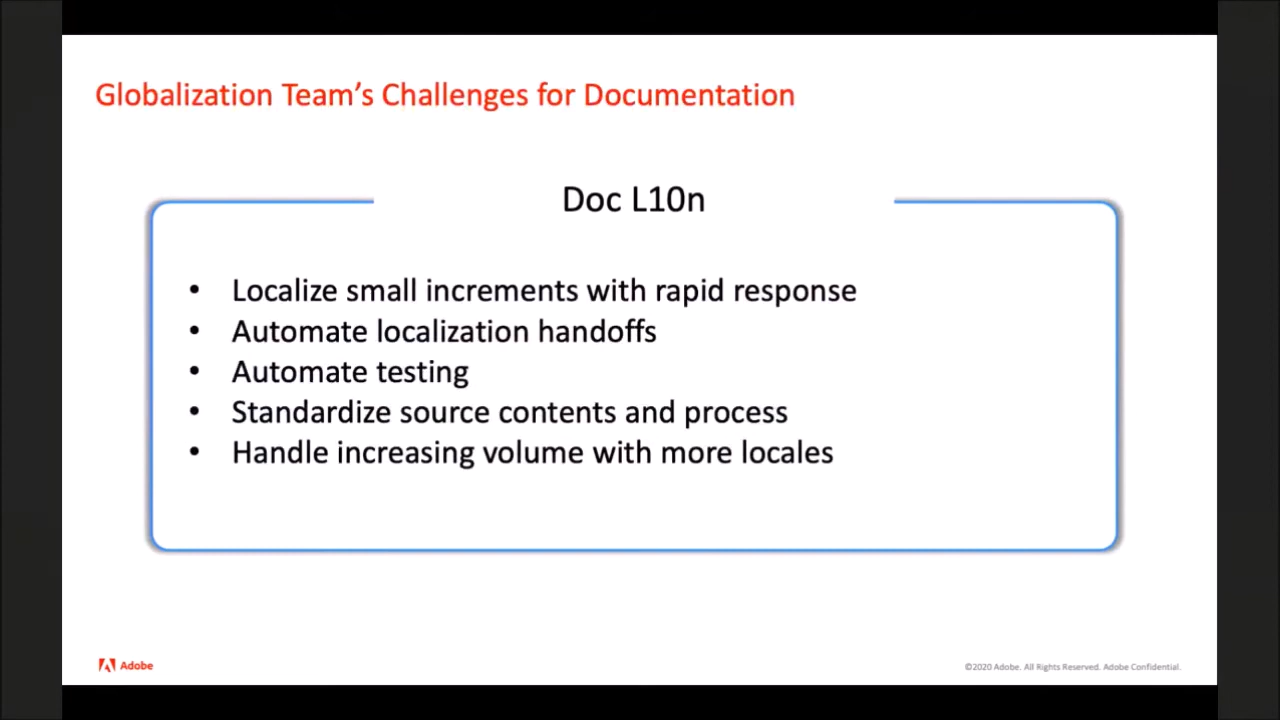 Globalization Team's Challenges for Documentation
Doc L10n
• Localize small increments with rapid response
• Automate localization handoffs
• Automate testing
• Standardize source contents and process
• Handle increasing volume with more locales
Adobe
©2020 Adobe. All Rights Reserved. Adobe Confidential.